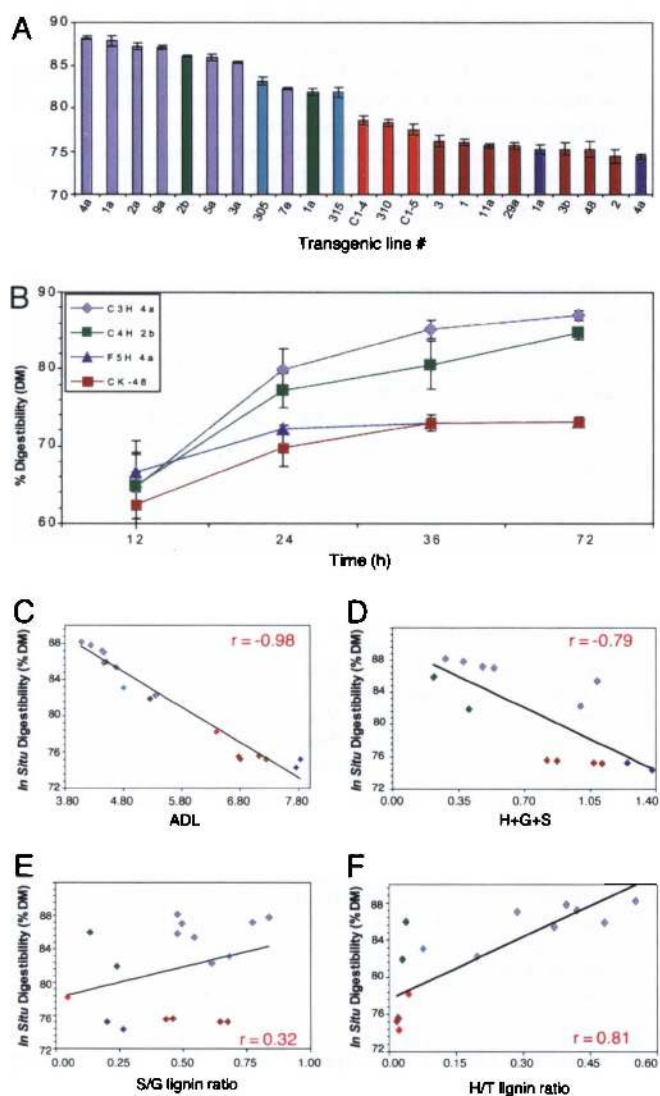 A
90
85
80
75
70
4a 1a 2a 9a 2b 5a 3a 305 7a 1a 315 C1-4 310 C1-5 3 1 11a 29a 1a 3b 48 2 4a
Transgenic line #
B
90
80
70
60
% Digestibility (DM)
C3H 4a
C4H 2b
F5H 4a
CK-48
12 24 36 72
Time (h)
C
In Situ Digestibility (% DM)
88
84
80
76
72
r = -0.98
3.80 4.80 5.80 6.80 7.80
ADL
D
In Situ Digestibility (% DM)
88
84
80
76
72
r = -0.79
0.00 0.35 0.70 1.05 1.40
H+G+S
E
In Situ Digestibility (% DM)
88
84
80
76
72
r = 0.32
0.00 0.25 0.50 0.75 1.00
S/G lignin ratio
F
In Situ Digestibility (% DM)
88
84
80
76
72
r = 0.81
0.00 0.15 0.30 0.45 0.60
H/T lignin ratio